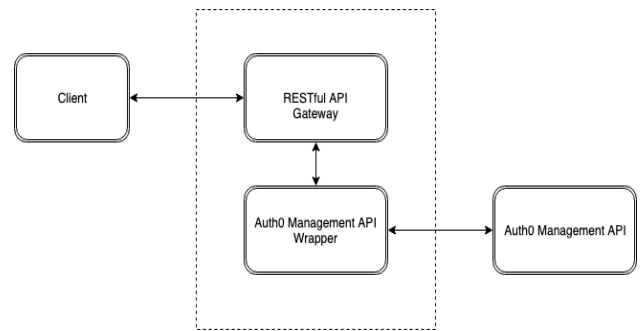 Client
RESTful API
Gateway
Auth0 Management API
Wrapper
Auth0 Management API